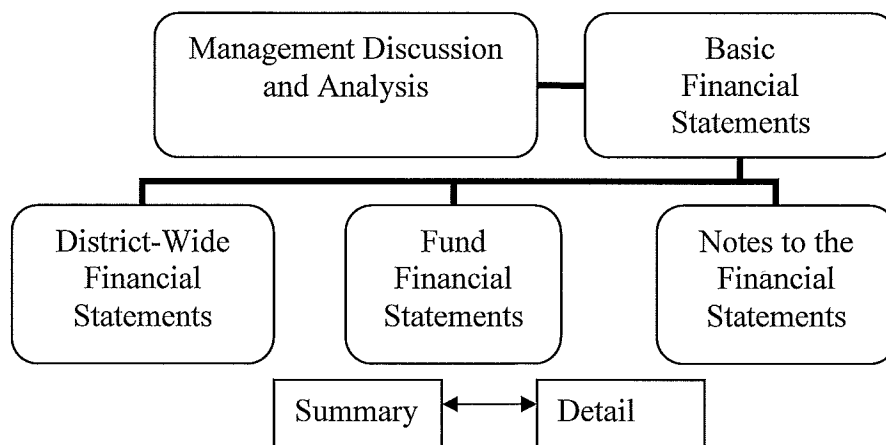 Management Discussion
and Analysis
Basic
Financial
Statements
District-Wide
Financial
Statements
Fund
Financial
Statements
Notes to the
Financial
Statements
Summary
Detail